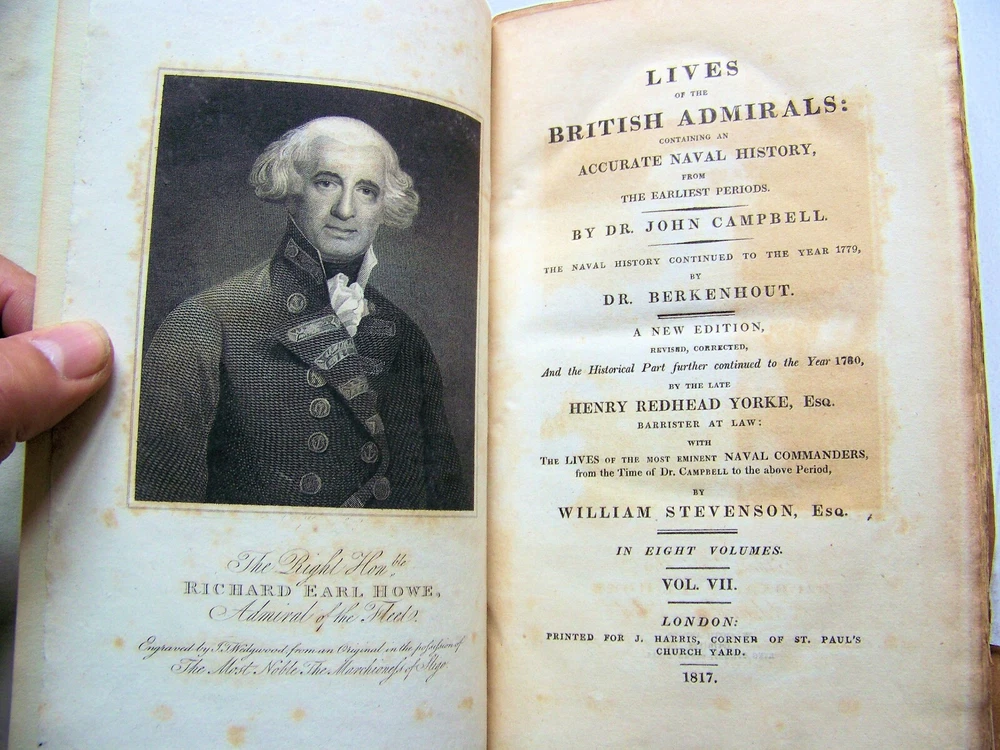 The Right Honble.
RICHARD EARL HOWE,
Admiral of the Fleet.
Engraved by J.T. Wedgwood from an Original in the possession of
The Most Noble The Marchioness of Sligo.
LIVES
OF THE
BRITISH ADMIRALS:
CONTAINING AN
ACCURATE NAVAL HISTORY,
FROM
THE EARLIEST PERIODS.
BY DR. JOHN CAMPBELL.
THE NAVAL HISTORY CONTINUED TO THE YEAR 1779,
BY
DR. BERKENHOUT.
A NEW EDITION,
REVISED, CORRECTED,
And the Historical Part further continued to the Year 1780,
BY THE LATE
HENRY REDHEAD YORKE, Esq.
BARRISTER AT LAW:
WITH
THE LIVES OF THE MOST EMINENT NAVAL COMMANDERS,
from the Time of Dr. CAMPBELL to the above Period,
BY
WILLIAM STEVENSON, Esq.
IN EIGHT VOLUMES.
VOL. VII.
LONDON:
PRINTED FOR J. HARRIS, CORNER OF ST. PAUL'S
CHURCH YARD.
1817.